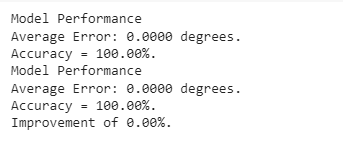 Model Performance
Average Error: 0.0000 degrees.
Accuracy = 100.00%.
Model Performance
Average Error: 0.0000 degrees.
Accuracy = 100.00%.
Improvement of 0.00%.